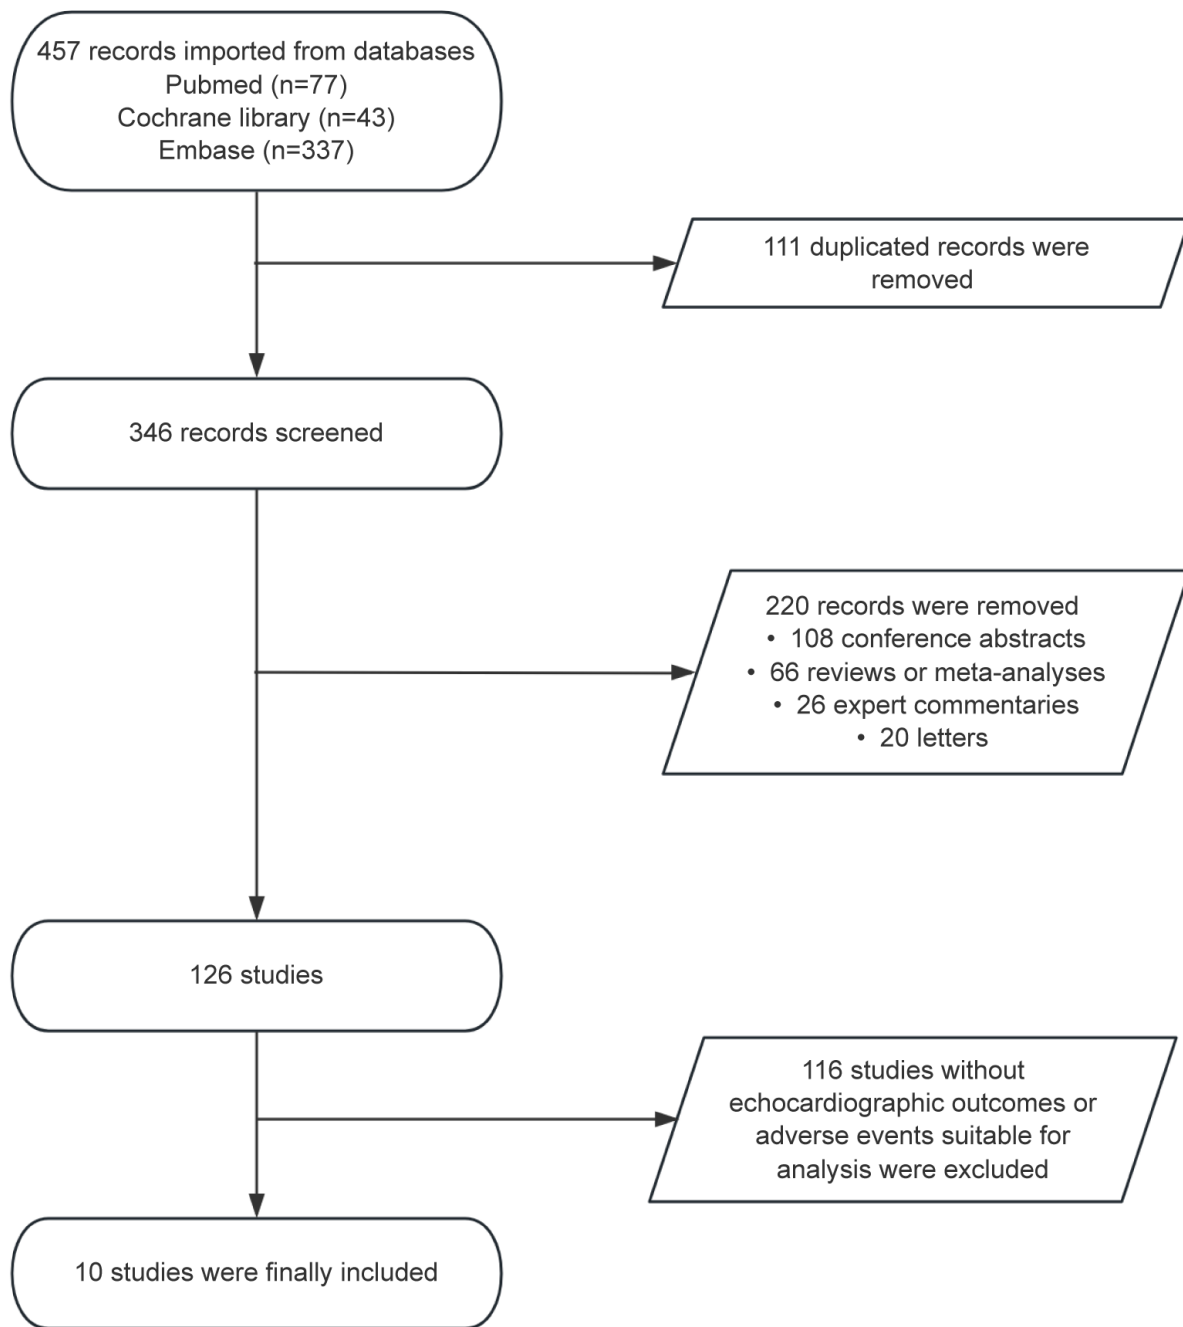 457 records imported from databases
Pubmed (n=77)
Cochrane library (n=43)
Embase (n=337)
111 duplicated records were
removed
346 records screened
220 records were removed
• 108 conference abstracts
• 66 reviews or meta-analyses
• 26 expert commentaries
• 20 letters
126 studies
116 studies without
echocardiographic outcomes or
adverse events suitable for
analysis were excluded
10 studies were finally included